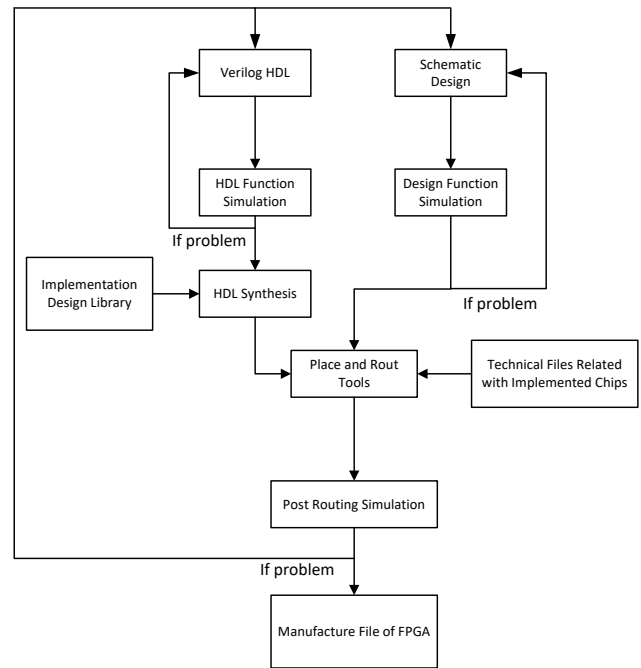 Verilog HDL
Schematic
Design
HDL Function
Simulation
Design Function
Simulation
If problem
Implementation
Design Library
HDL Synthesis
If problem
Place and Rout
Tools
Technical Files Related
with Implemented Chips
Post Routing Simulation
If problem
Manufacture File of FPGA